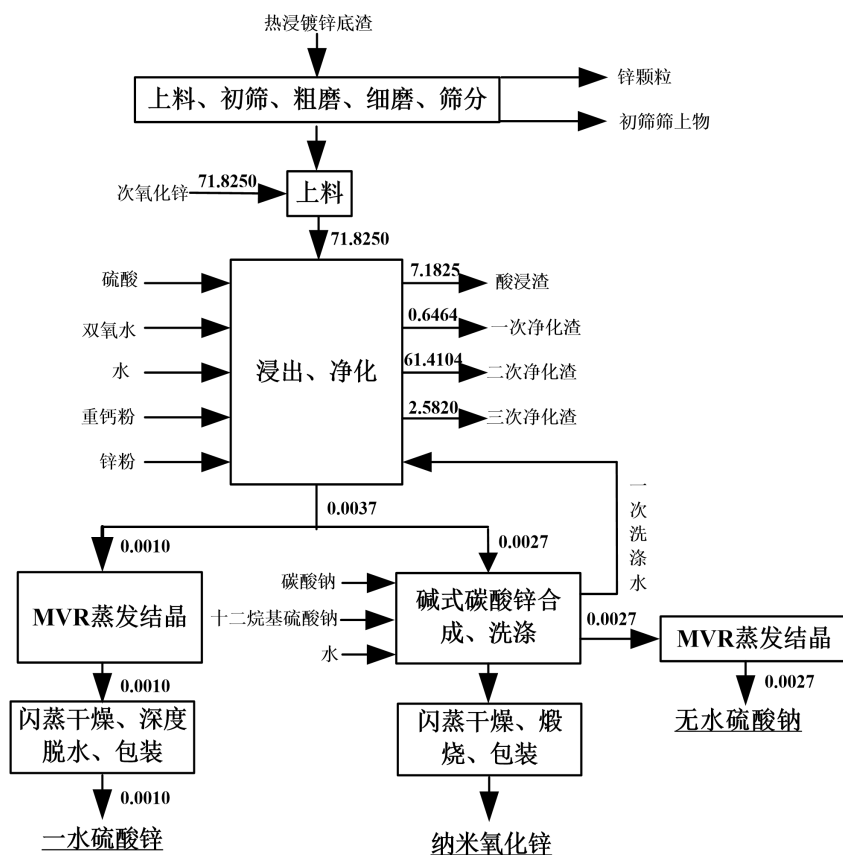 热浸镀锌底渣
上料、初筛、粗磨、细磨、筛分
锌颗粒
初筛筛上物
次氧化锌
71.8250
上料
71.8250
硫酸
双氧水
水
重钙粉
锌粉
浸出、净化
7.1825
酸浸渣
0.6464
一次净化渣
61.4104
二次净化渣
2.5820
三次净化渣
一次洗涤水
0.0037
0.0010
0.0027
MVR蒸发结晶
碳酸钠
十二烷基硫酸钠
水
碱式碳酸锌合
成、洗涤
0.0027
MVR蒸发结晶
0.0010
0.0027
闪蒸干燥、深度
脱水、包装
闪蒸干燥、煅
烧、包装
无水硫酸钠
0.0010
一水硫酸锌
纳米氧化锌